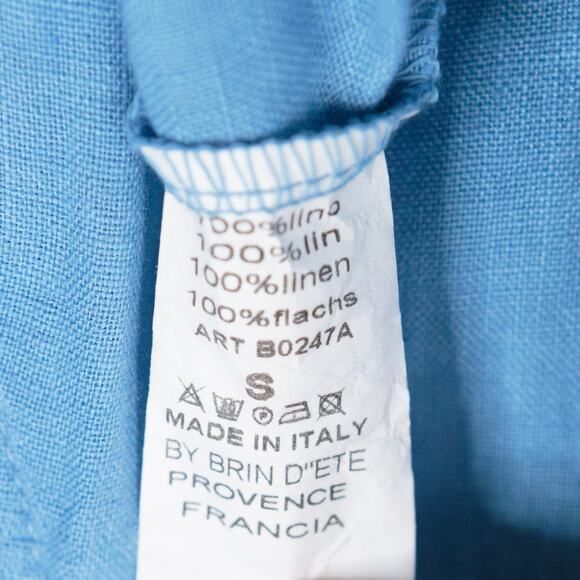 100%lino
100%lin
100%linen
100%flachs
ART B0247A
S
MADE IN ITALY
BY BRIN D"ETE
PROVENCE
FRANCIA